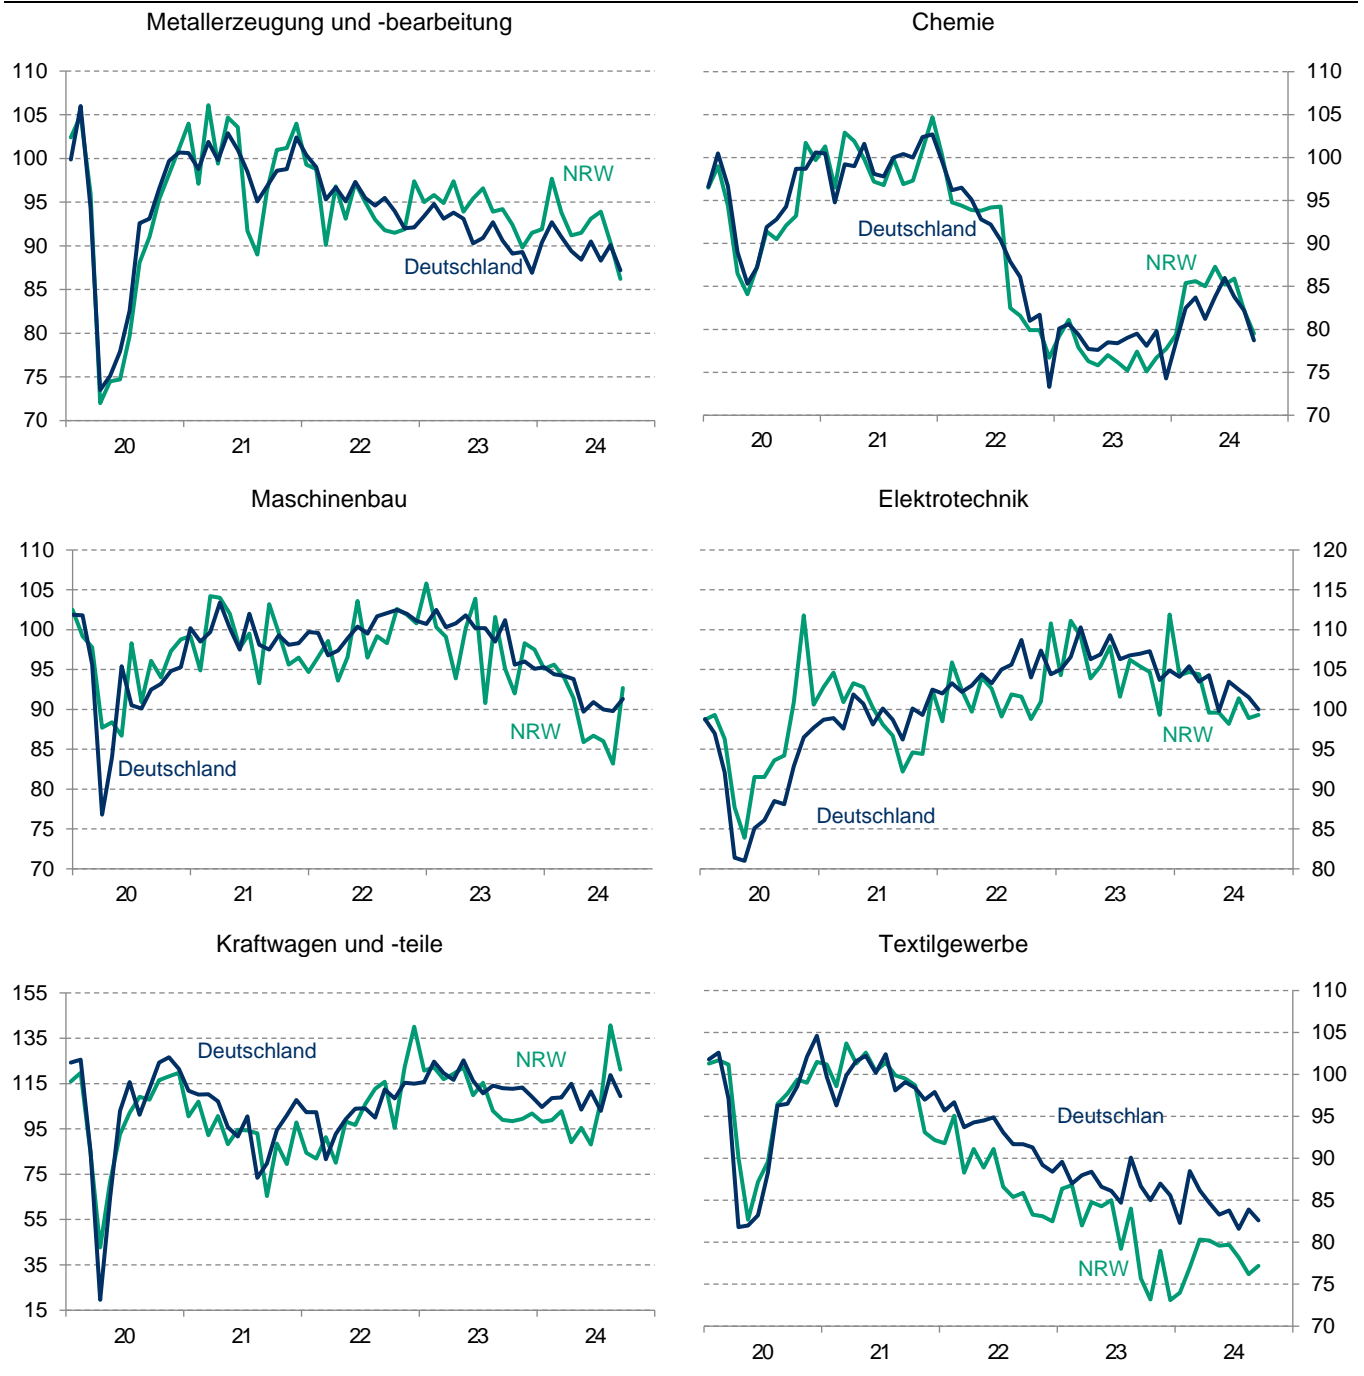 Metallerzeugung und -bearbeitung
110
105
100
95
90
85
80
75
70
NRW
Deutschland
20 21 22 23 24
Chemie
110
105
100
95
90
85
80
75
70
Deutschland
NRW
20 21 22 23 24
Maschinenbau
110
105
100
95
90
85
80
75
70
NRW
Deutschland
20 21 22 23 24
Elektrotechnik
120
115
110
105
100
95
90
85
80
NRW
Deutschland
20 21 22 23 24
Kraftwagen und -teile
155
135
115
95
75
55
35
15
Deutschland
NRW
20 21 22 23 24
Textilgewerbe
110
105
100
95
90
85
80
75
70
Deutschlan
NRW
20 21 22 23 24